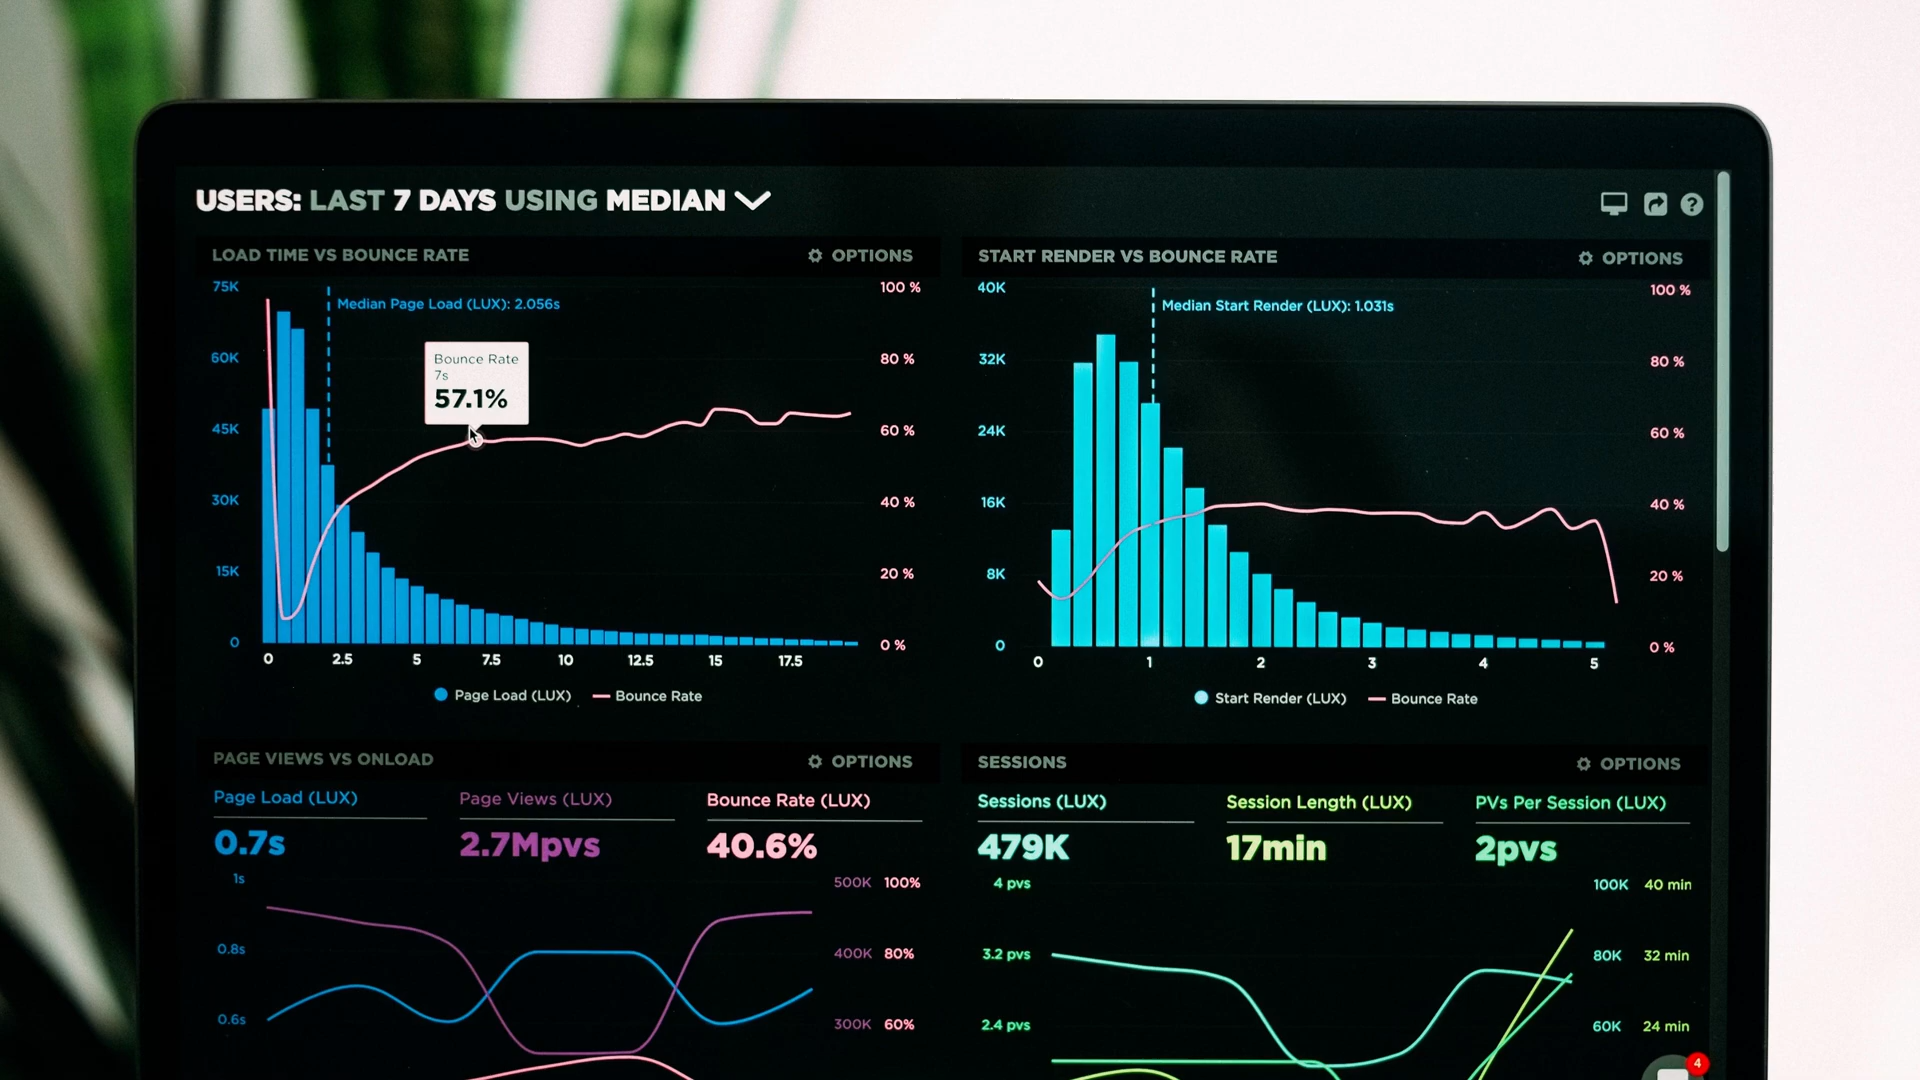 USERS: LAST 7 DAYS USING MEDIAN
LOAD TIME VS BOUNCE RATE
OPTIONS
75K
60K
45K
30K
15K
0
Median Page Load (LUX): 2.056s
Bounce Rate
7s
57.1%
100 %
80 %
60 %
40 %
20 %
0 %
0 2.5 5 7.5 10 12.5 15 17.5
Page Load (LUX) Bounce Rate
START RENDER VS BOUNCE RATE
OPTIONS
40K
32K
24K
16K
8K
0
Median Start Render (LUX): 1.031s
100 %
80 %
60 %
40 %
20 %
0 %
0 1 2 3 4 5
Start Render (LUX) Bounce Rate
PAGE VIEWS VS ONLOAD
OPTIONS
Page Load (LUX) Page Views (LUX) Bounce Rate (LUX)
0.7s 2.7Mpvs 40.6%
1s 500K 100%
0.8s 400K 80%
0.6s 300K 60%
SESSIONS
OPTIONS
Sessions (LUX) Session Length (LUX) PVs Per Session (LUX)
479K 17min 2pvs
4 pvs 100K 40 min
3.2 pvs 80K 32 min
2.4 pvs 60K 24 min
4